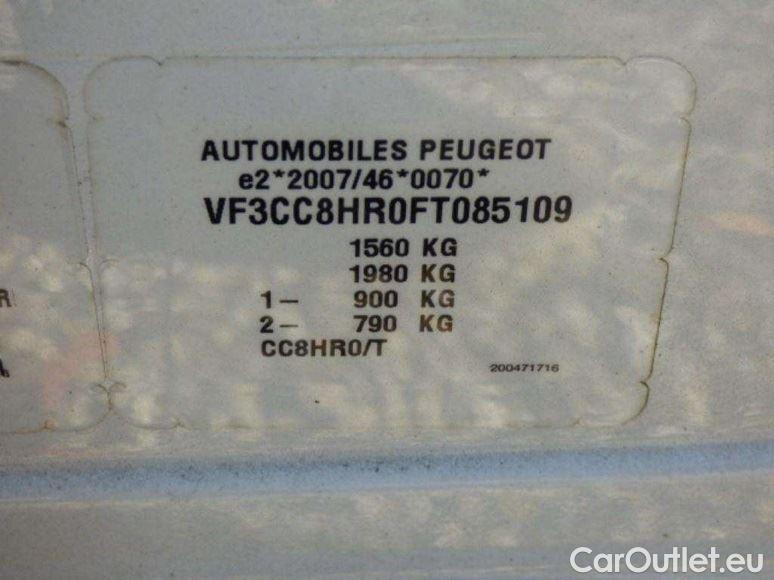 AUTOMOBILES PEUGEOT
e2*2007/46*0070*
VF3CC8HR0FT085109
1560 KG
1980 KG
1– 900 KG
2– 790 KG
CC8HR0/T
200471716
R
CarOutlet.eu